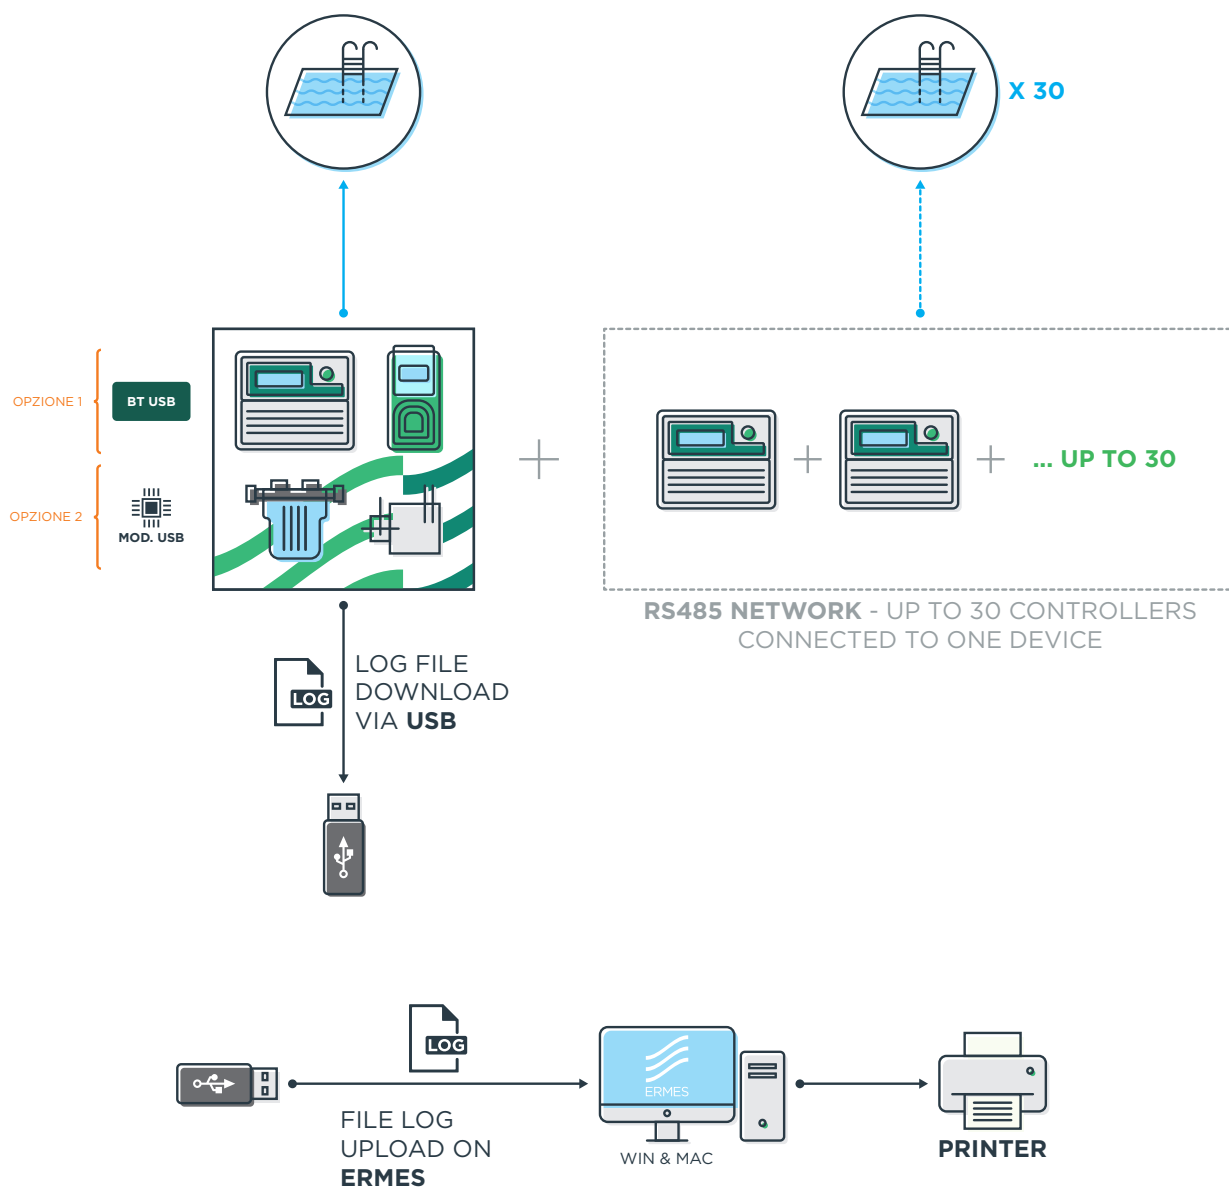 X 30
OPZIONE 1
BT USB
OPZIONE 2
MOD. USB
... UP TO 30
RS485 NETWORK - UP TO 30 CONTROLLERS
CONNECTED TO ONE DEVICE
LOG
LOG FILE
DOWNLOAD
VIA USB
LOG
FILE LOG
UPLOAD ON
ERMES
ERMES
WIN & MAC
PRINTER